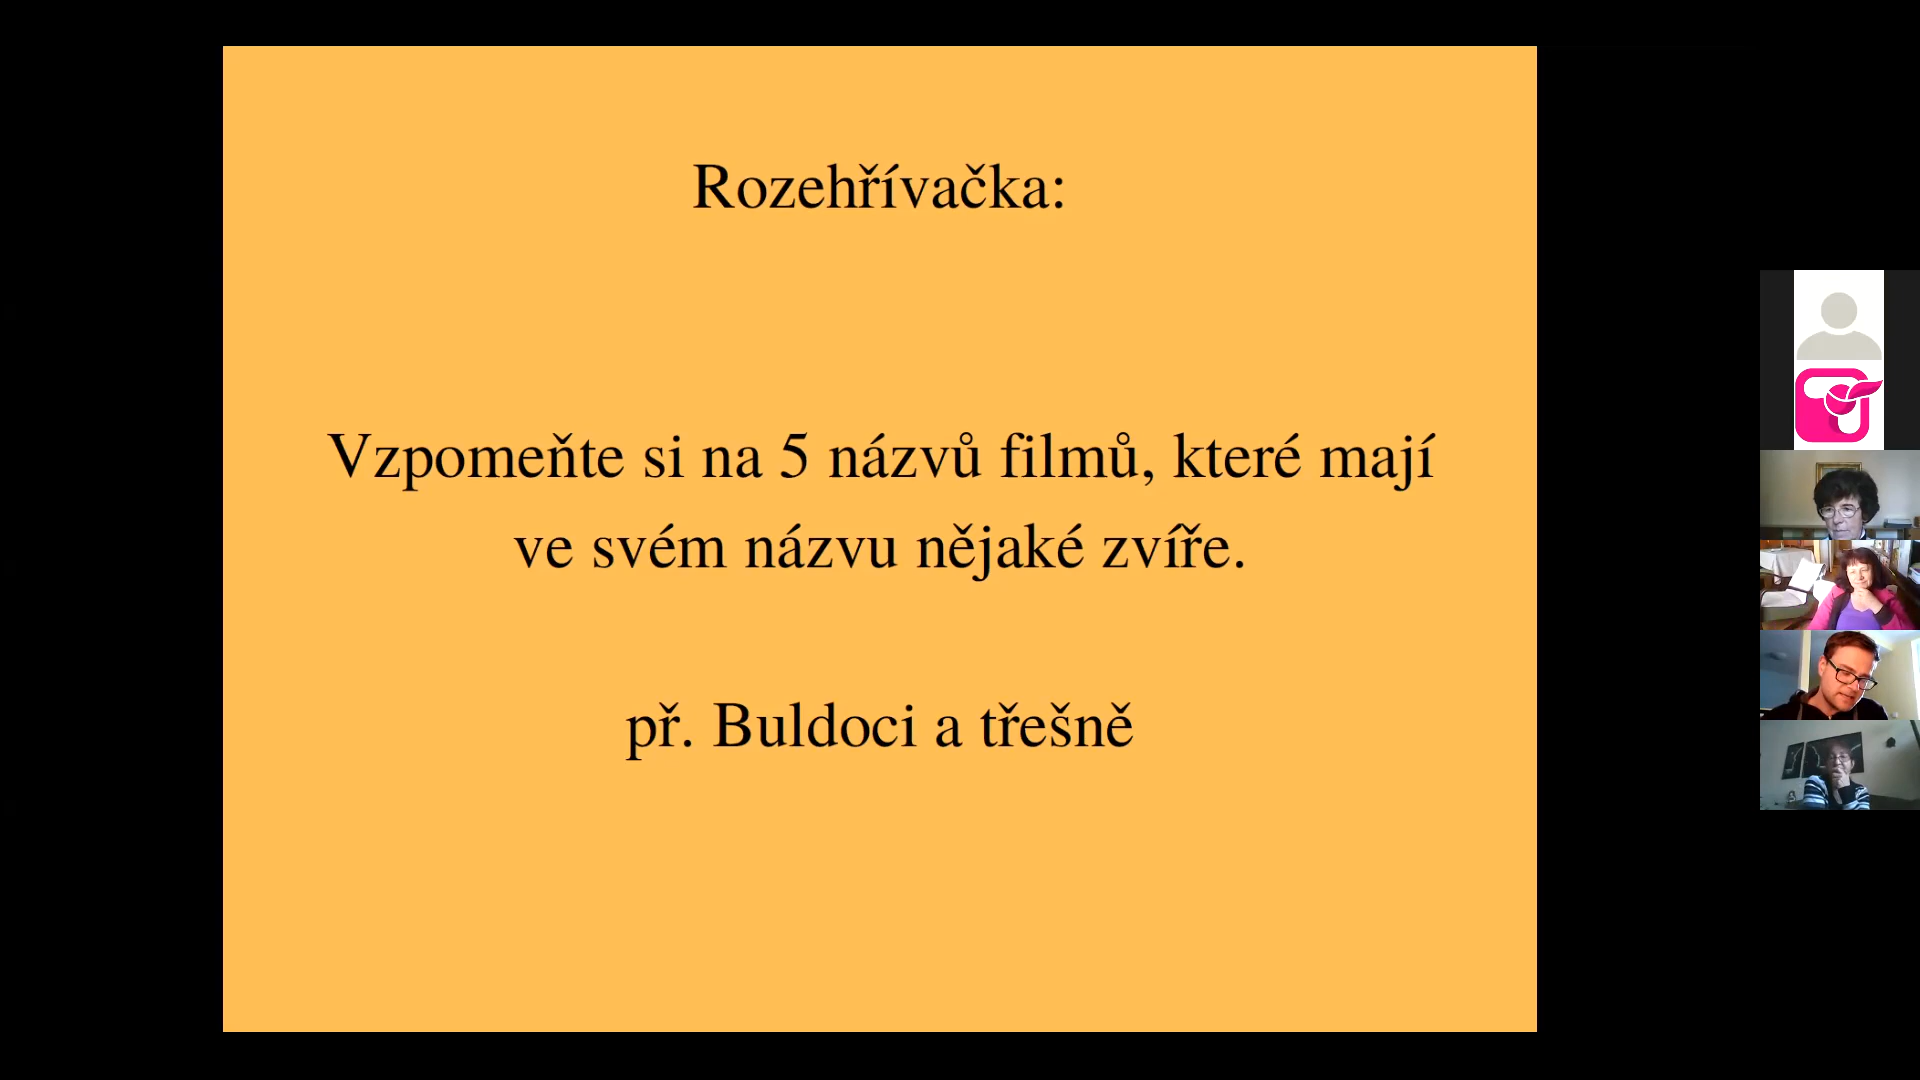 Rozehřívačka:
Vzpomeňte si na 5 názvů filmů, které mají
ve svém názvu nějaké zvíře.
př. Buldoci a třešně